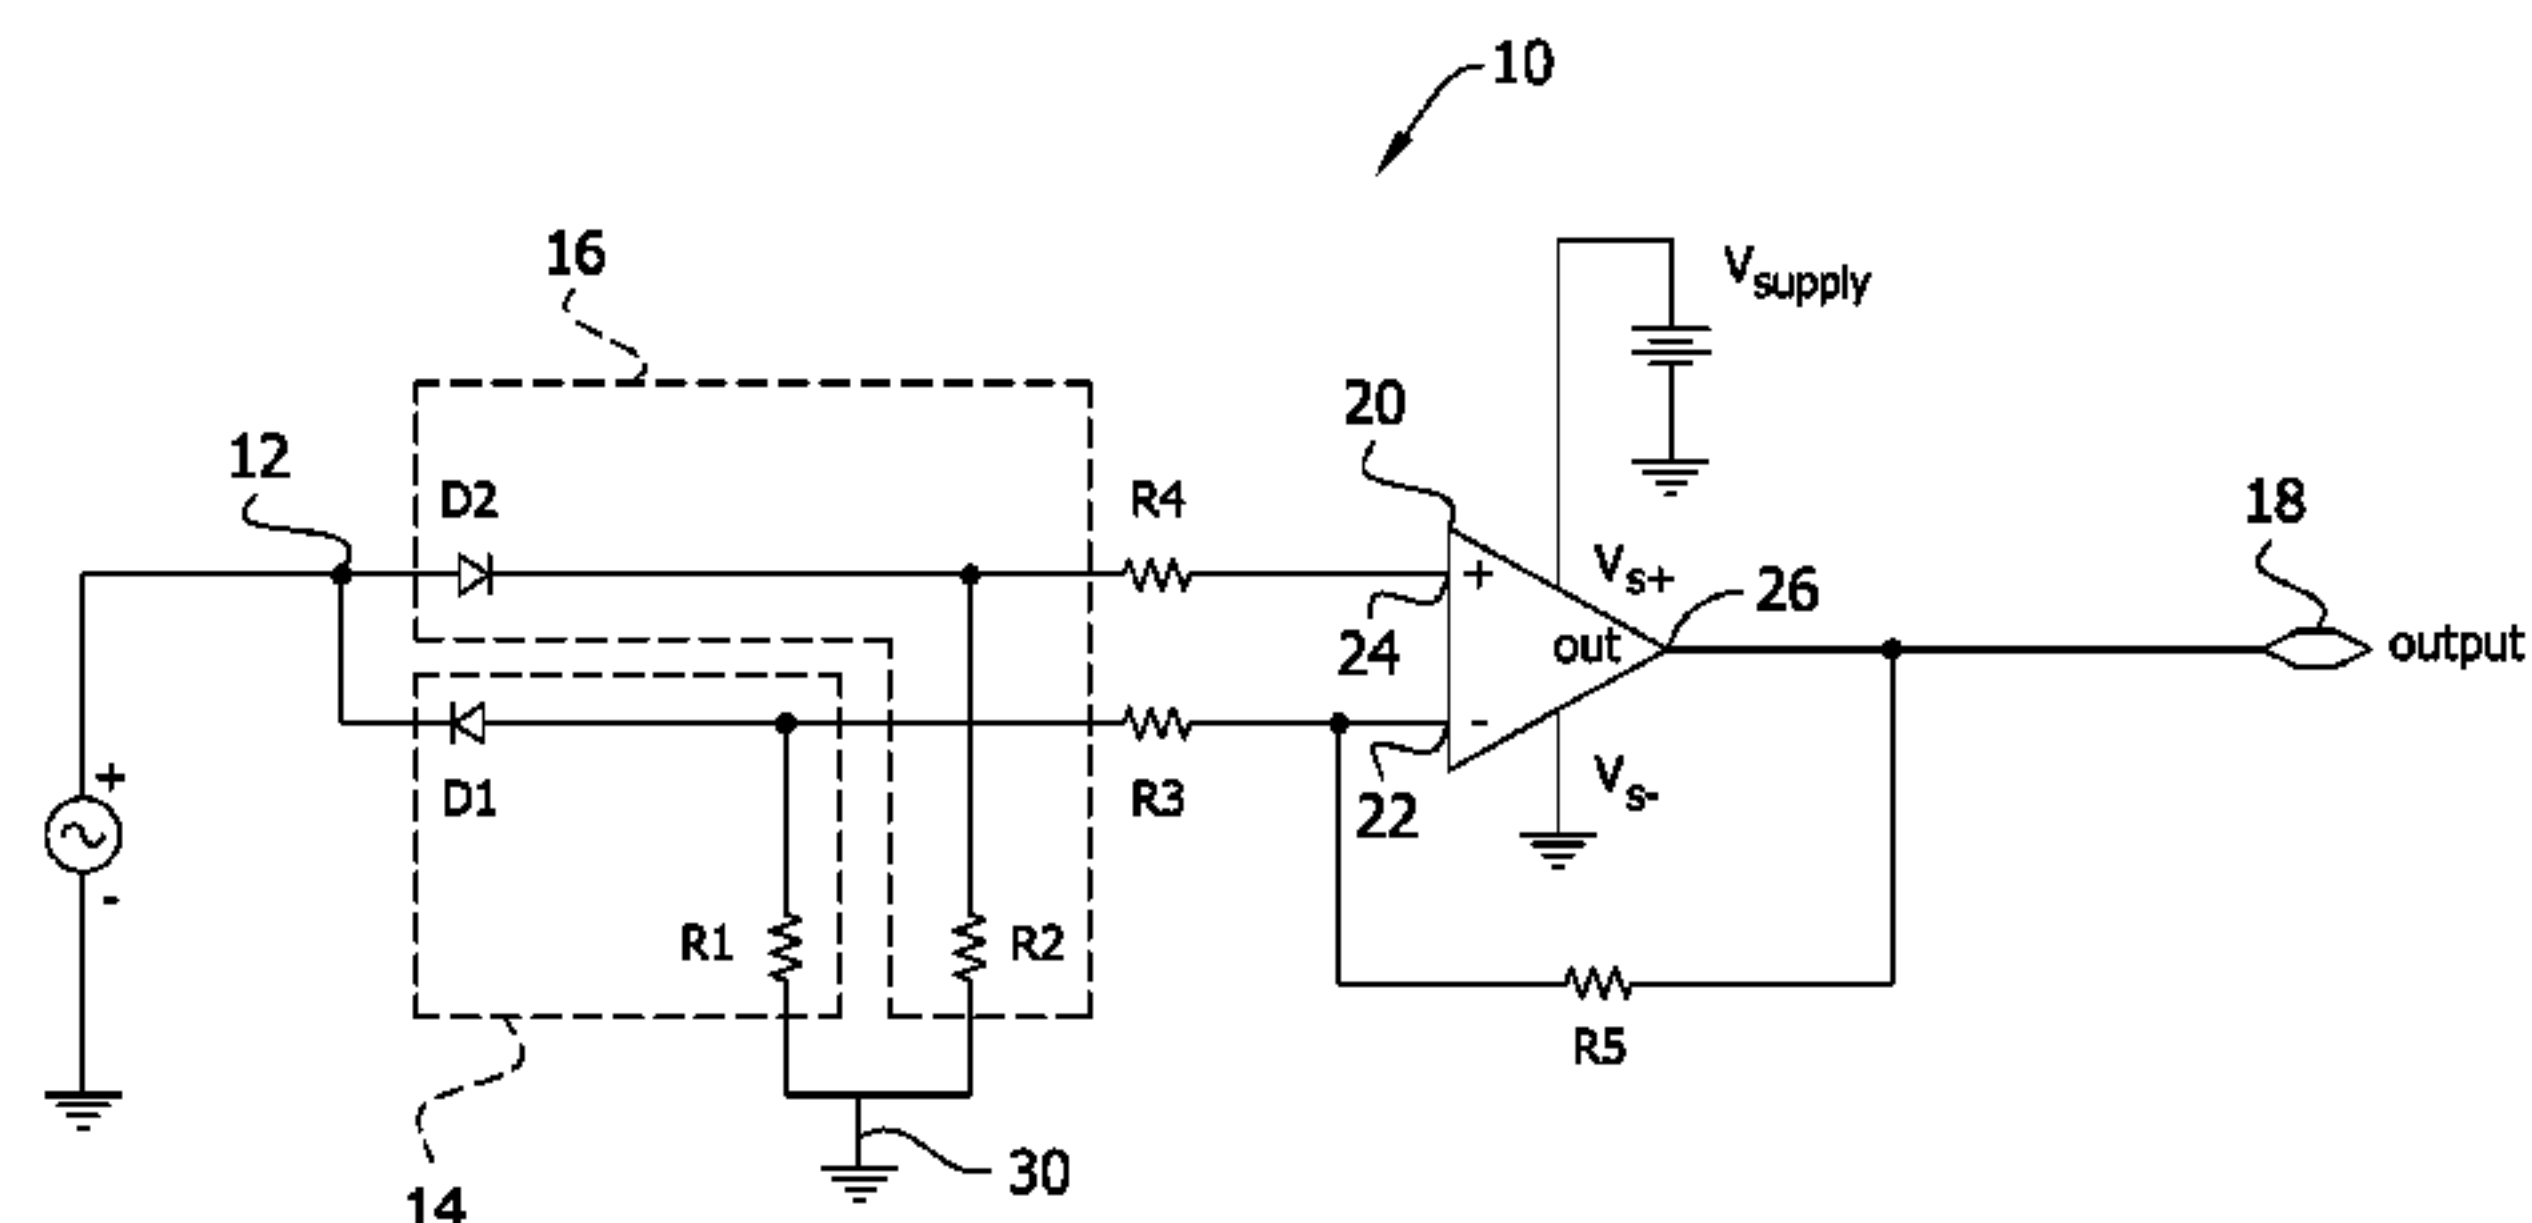 10
16
Vsupply
20
12
D2
R4
18
+
Vs+
26
24
out
output
-
D1
R3
22
Vs-
+
-
R1
R2
R5
30
14